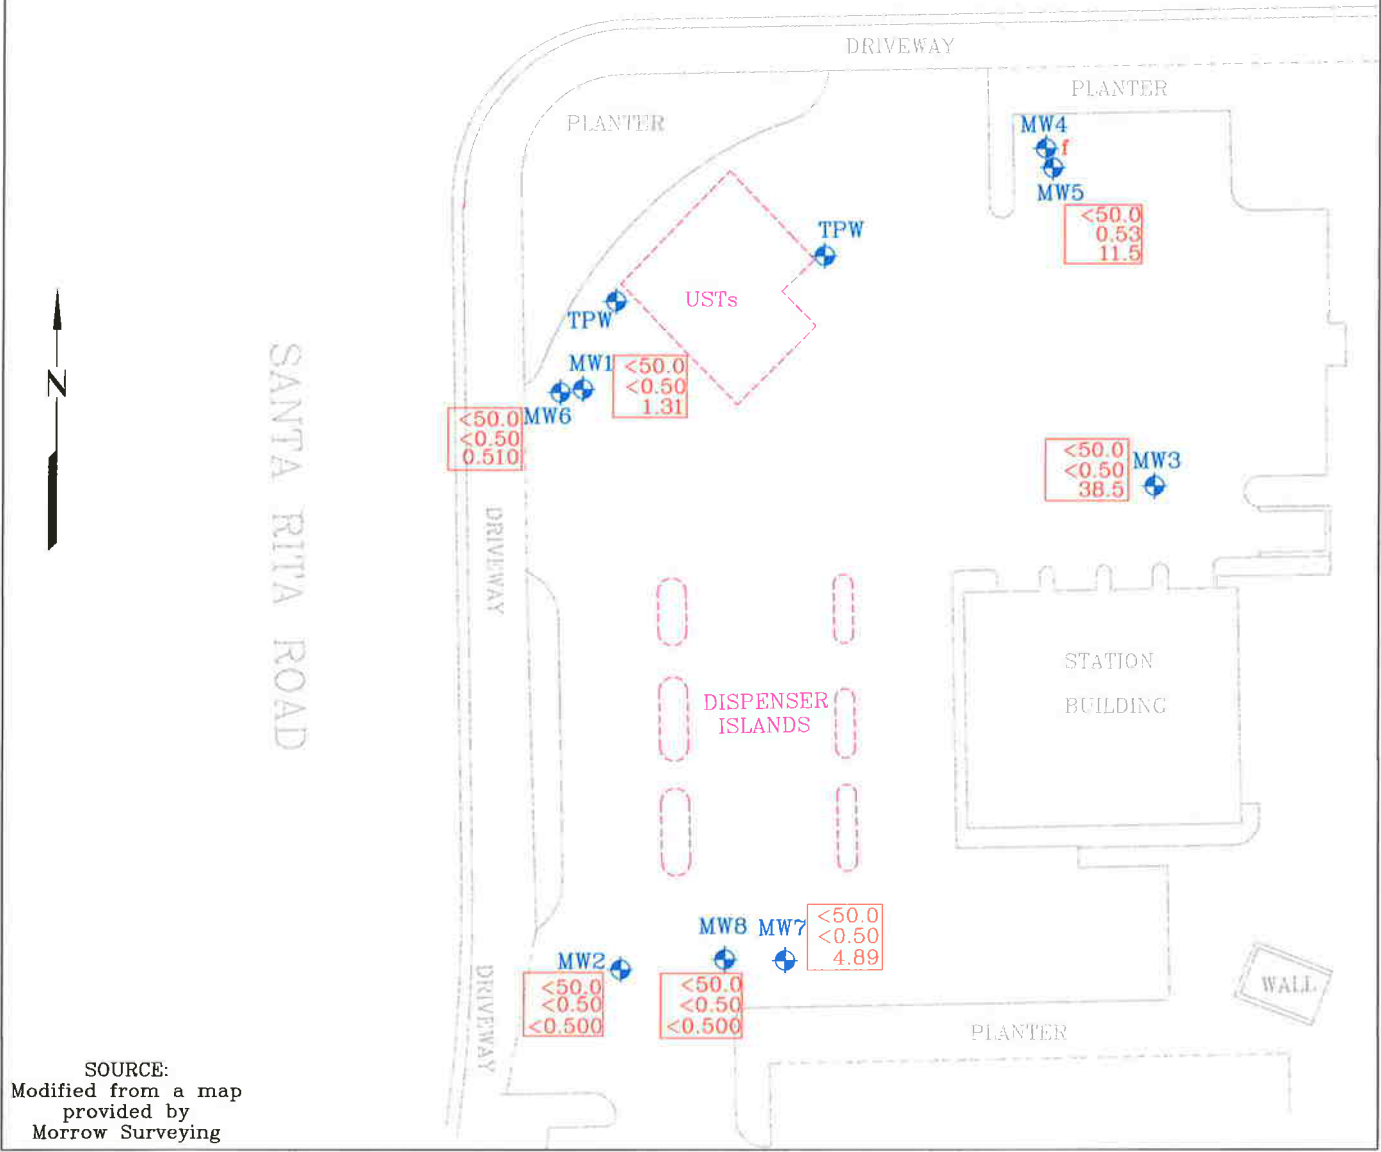 DRIVEWAY
PLANTER
PLANTER
MW4
f
MW5
<50.0
0.53
11.5
TPW
USTs
TPW
MW1
<50.0
<0.50
1.31
MW6
<50.0
<0.50
0.510
N
SANTA RITA ROAD
<50.0
<0.50
38.5
MW3
DRIVEWAY
STATION
BUILDING
DISPENSER
ISLANDS
MW8
MW7
<50.0
<0.50
4.89
MW2
<50.0
<0.50
<0.500
<50.0
<0.50
<0.500
DRIVEWAY
WALL
PLANTER
SOURCE:
Modified from a map
provided by
Morrow Surveying